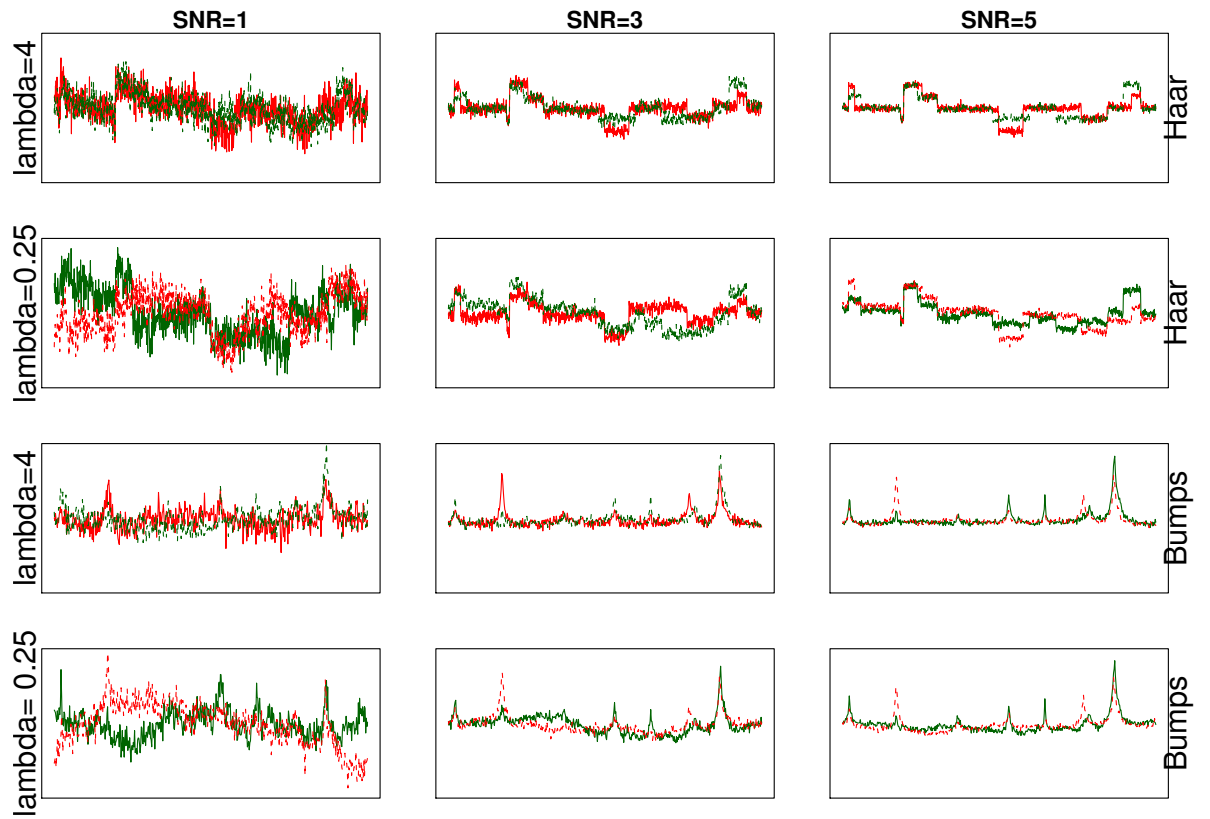 SNR=1
SNR=3
SNR=5
lambda=4
Haar
lambda=0.25
Haar
lambda=4
Bumps
lambda= 0.25
Bumps